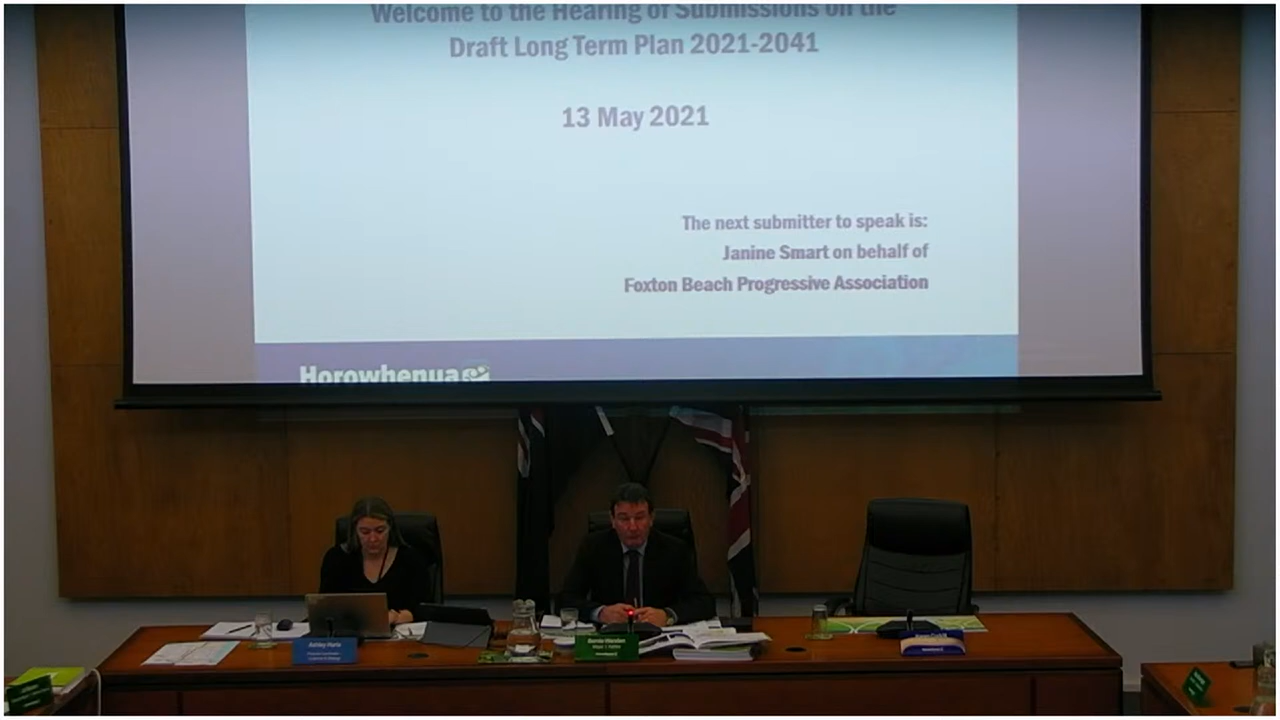 Welcome to the Hearing of Submissions on the
Draft Long Term Plan 2021-2041
13 May 2021
The next submitter to speak is:
Janine Smart on behalf of
Foxton Beach Progressive Association
Horowhenua